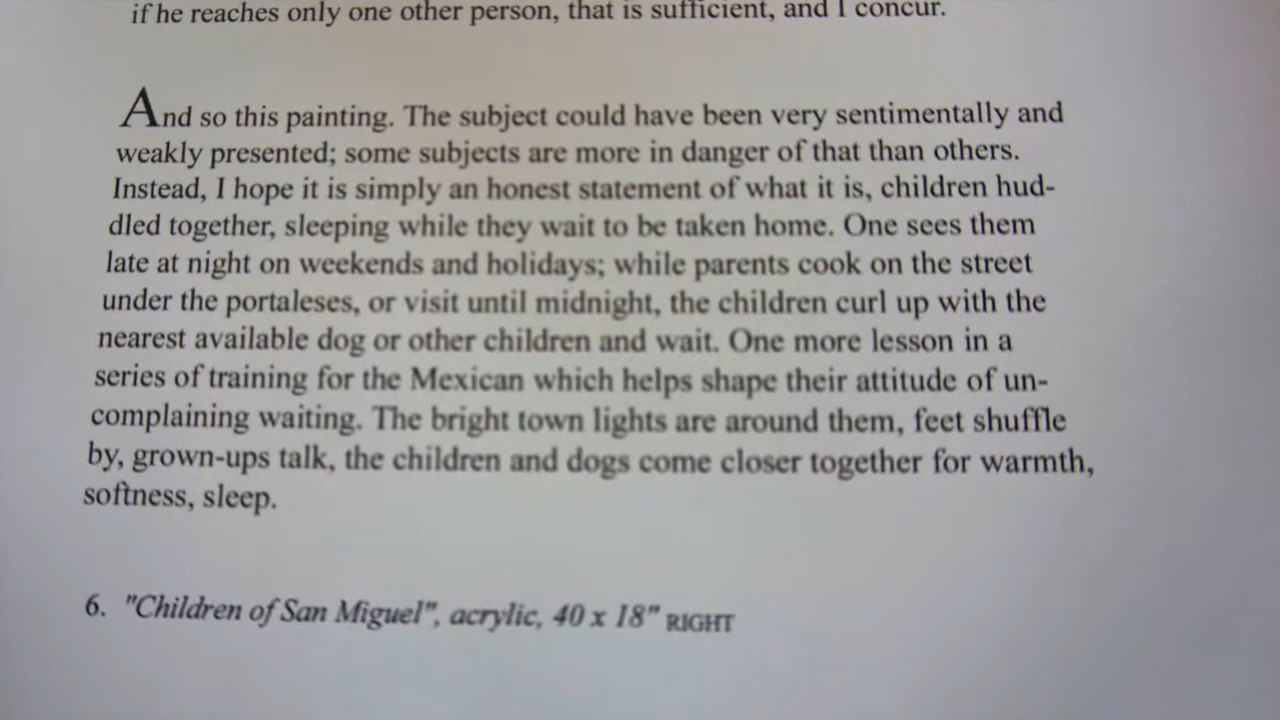 if he reaches only one other person, that is sufficient, and I concur.
And so this painting. The subject could have been very sentimentally and
weakly presented; some subjects are more in danger of that than others.
Instead, I hope it is simply an honest statement of what it is, children hud-
dled together, sleeping while they wait to be taken home. One sees them
late at night on weekends and holidays; while parents cook on the street
under the portaleses, or visit until midnight, the children curl up with the
nearest available dog or other children and wait. One more lesson in a
series of training for the Mexican which helps shape their attitude of un-
complaining waiting. The bright town lights are around them, feet shuffle
by, grown-ups talk, the children and dogs come closer together for warmth,
softness, sleep.
6. "Children of San Miguel", acrylic, 40 x 18" RIGHT